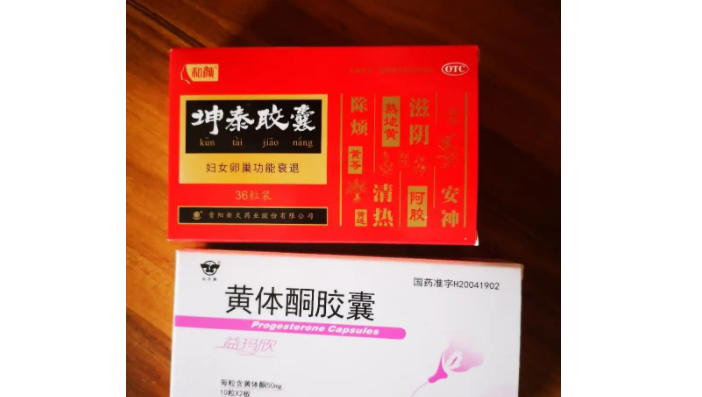 和颜
OTC
坤泰胶囊
kūn tài jiāo náng
妇女卵巢功能衰退
36粒装
贵阳新天药业股份有限公司
除烦
黄芩
熟地黄
滋阴
清热
黄连
阿胶
安神
国药准字H20041902
黄体酮胶囊
Progesterone Capsules
益玛欣
每粒含黄体酮50mg
10粒X2板